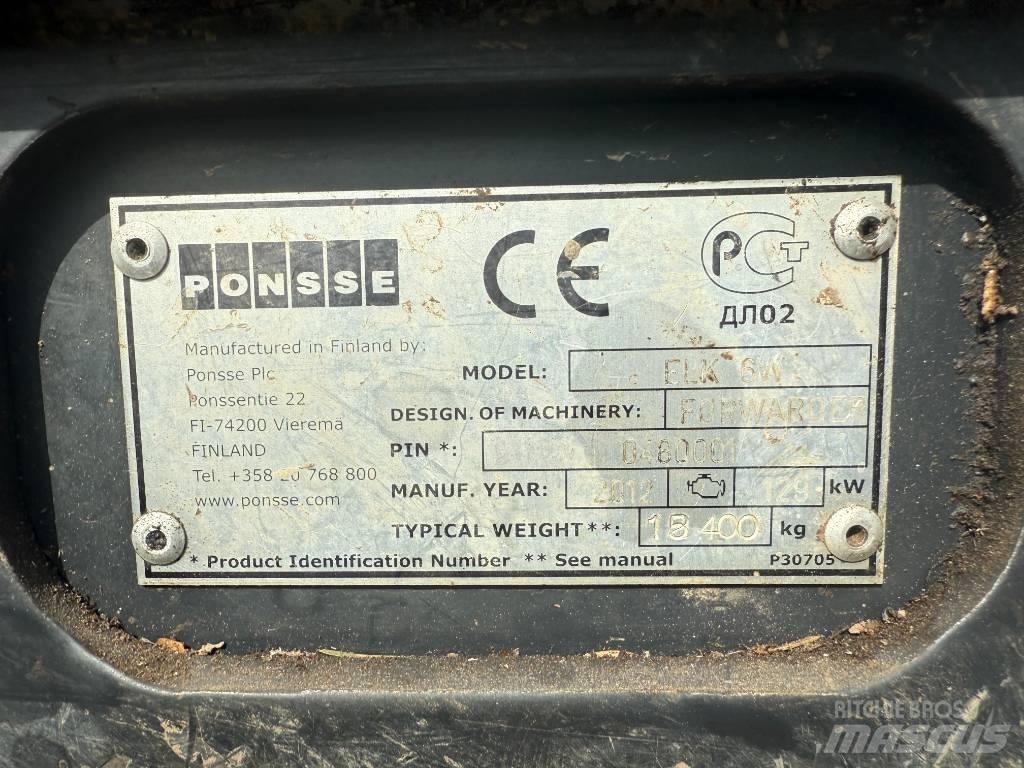 PONSSE
CE
PCT
ДЛ02
Manufactured in Finland by:
Ponsse Plc
Ponssentie 22
FI-74200 Vieremä
FINLAND
Tel. +358 20 768 800
www.ponsse.com
MODEL: ELK 6W
DESIGN. OF MACHINERY: FORWARDER
PIN *: 0480001
MANUF. YEAR: 2012 129 kW
TYPICAL WEIGHT**: 400 kg
* Product Identification Number ** See manual P30705
RITCHIE BROS
MASCUS